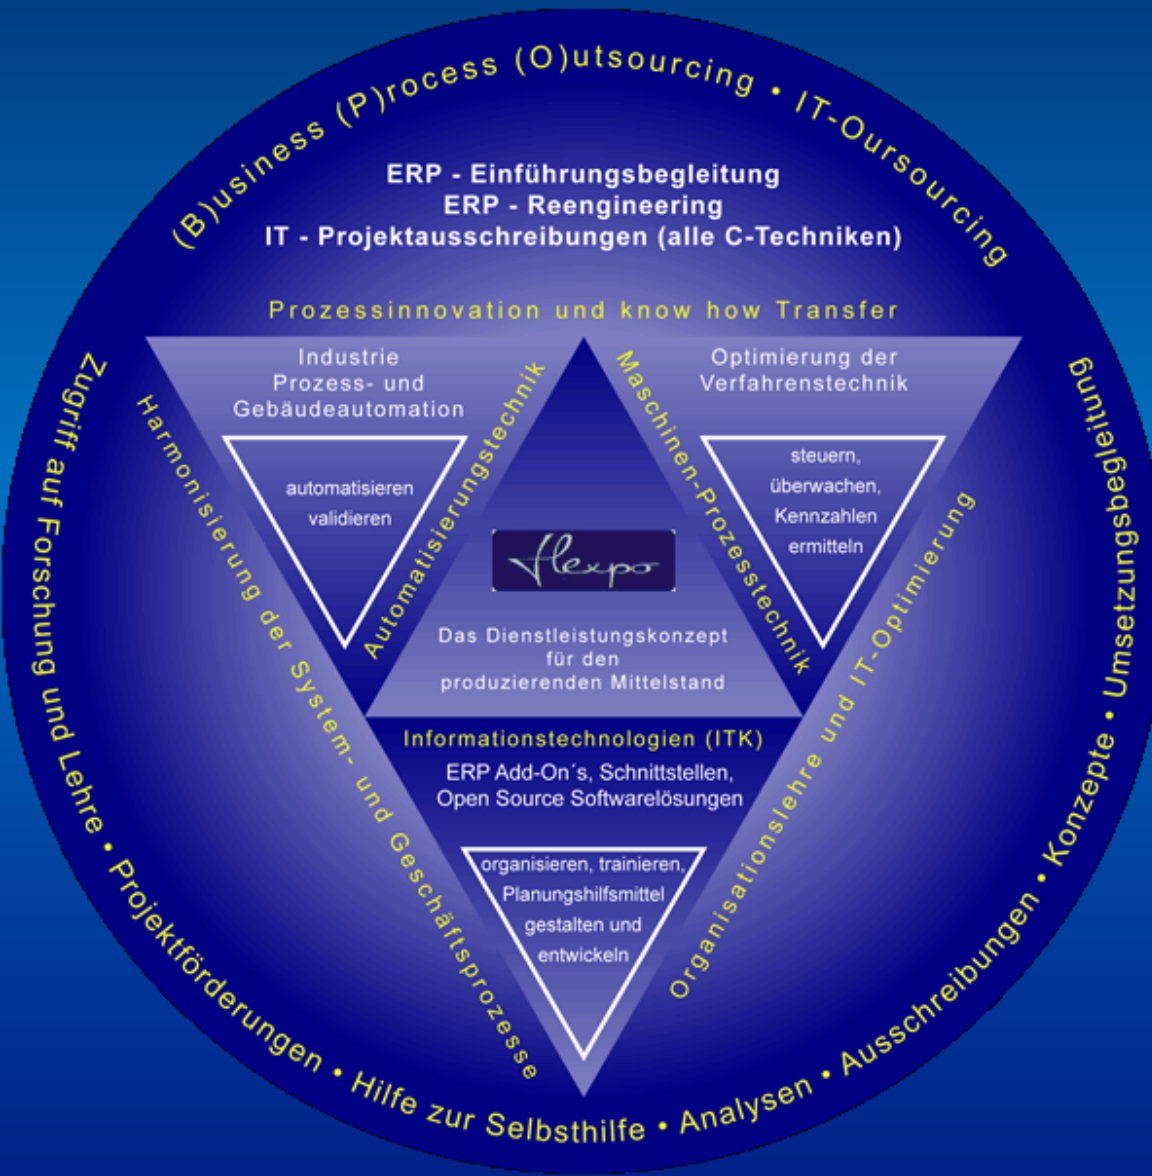 (B)usiness (P)rocess (O)utsourcing • IT-Oursourcing
ERP - Einführungsbegleitung
ERP - Reengineering
IT - Projektausschreibungen (alle C-Techniken)
Prozessinnovation und know how Transfer
Industrie
Prozess- und
Gebäudeautomation
automatisieren
validieren
Automatisierungstechnik
Maschinen-Prozesstechnik
Optimierung der
Verfahrenstechnik
steuern,
überwachen,
Kennzahlen
ermitteln
flexpo
Das Dienstleistungskonzept
für den
produzierenden Mittelstand
Informationstechnologien (ITK)
ERP Add-On´s, Schnittstellen,
Open Source Softwarelösungen
organisieren, trainieren,
Planungshilfsmittel
gestalten und
entwickeln
Harmonisierung der System- und Geschäftsprozesse
Organisationslehre und IT-Optimierung
Zugriff auf Forschung und Lehre • Projektförderungen • Hilfe zur Selbsthilfe • Analysen • Ausschreibungen • Konzepte • Umsetzungsbegleitung